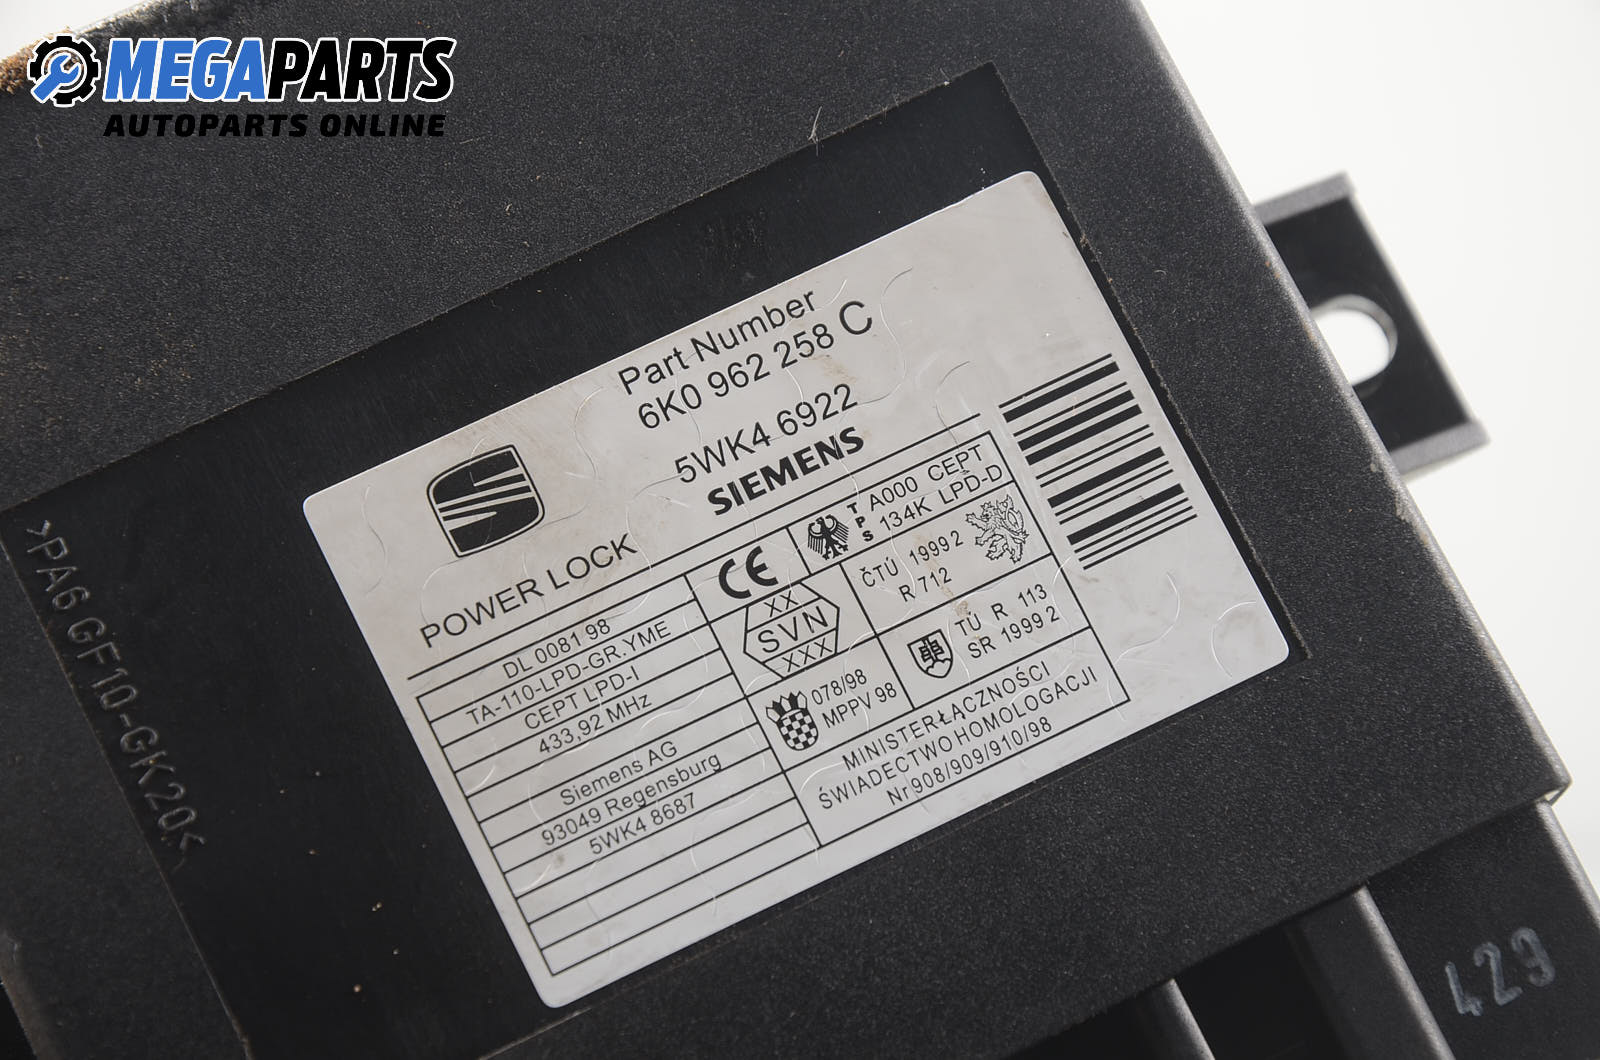 MEGAPARTS
AUTOPARTS ONLINE
Part Number
6K0 962 258 C
5WK4 6922
SIEMENS
POWER LOCK
DL 0081 98
TA-110-LPD-GR.YME
CEPT LPD-I
433,92 MHz
Siemens AG
93049 Regensburg
5WK4 8687
CE
TPS
A000 CEPT
134K LPD-D
XX
SVN
XXX
ČTÚ 1999 2
R 712
078/98
MPPV 98
TÚ R 113
SR 1999 2
MINISTERŁĄCZNOŚCI
ŚWIADECTWO HOMOLOGACJI
Nr 908/909/910/98
>PA6 GF10-GK20<
429